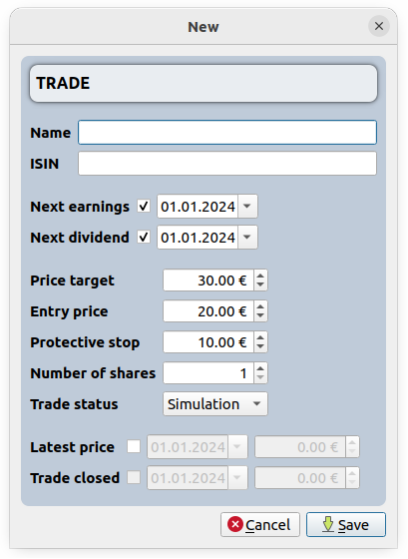 New
TRADE
Name
ISIN
Next earnings 01.01.2024
Next dividend 01.01.2024
Price target 30.00 €
Entry price 20.00 €
Protective stop 10.00 €
Number of shares 1
Trade status Simulation
Latest price 01.01.2024 0.00 €
Trade closed 01.01.2024 0.00 €
Cancel Save